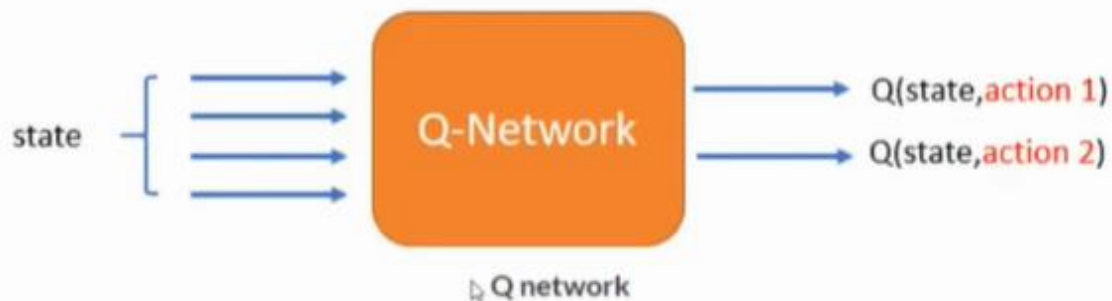 state
Q-Network
Q(state,action 1)
Q(state,action 2)
Q network